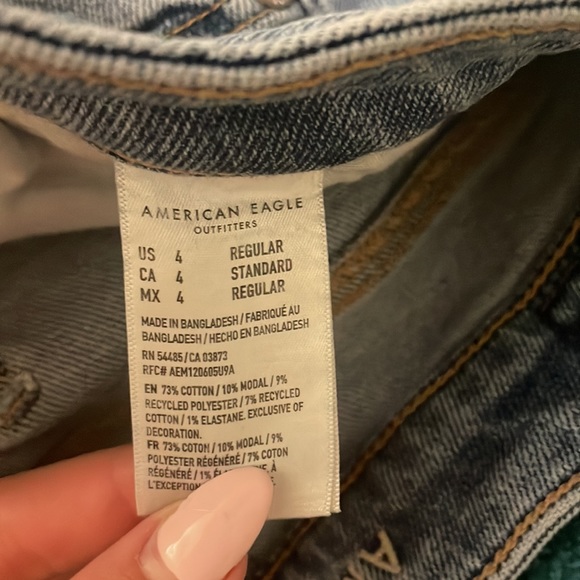 AMERICAN EAGLE
OUTFITTERS
US 4 REGULAR
CA 4 STANDARD
MX 4 REGULAR
MADE IN BANGLADESH / FABRIQUÉ AU
BANGLADESH / HECHO EN BANGLADESH
RN 54485 / CA 03873
RFC# AEM120605U9A
EN 73% COTTON / 10% MODAL / 9%
RECYCLED POLYESTER / 7% RECYCLED
COTTON / 1% ELASTANE. EXCLUSIVE OF
DECORATION.
FR 73% COTON / 10% MODAL / 9%
POLYESTER RÉGÉNÉRÉ / 7% COTON
RÉGÉNÉRÉ / 1% À
L'EXCEPTION